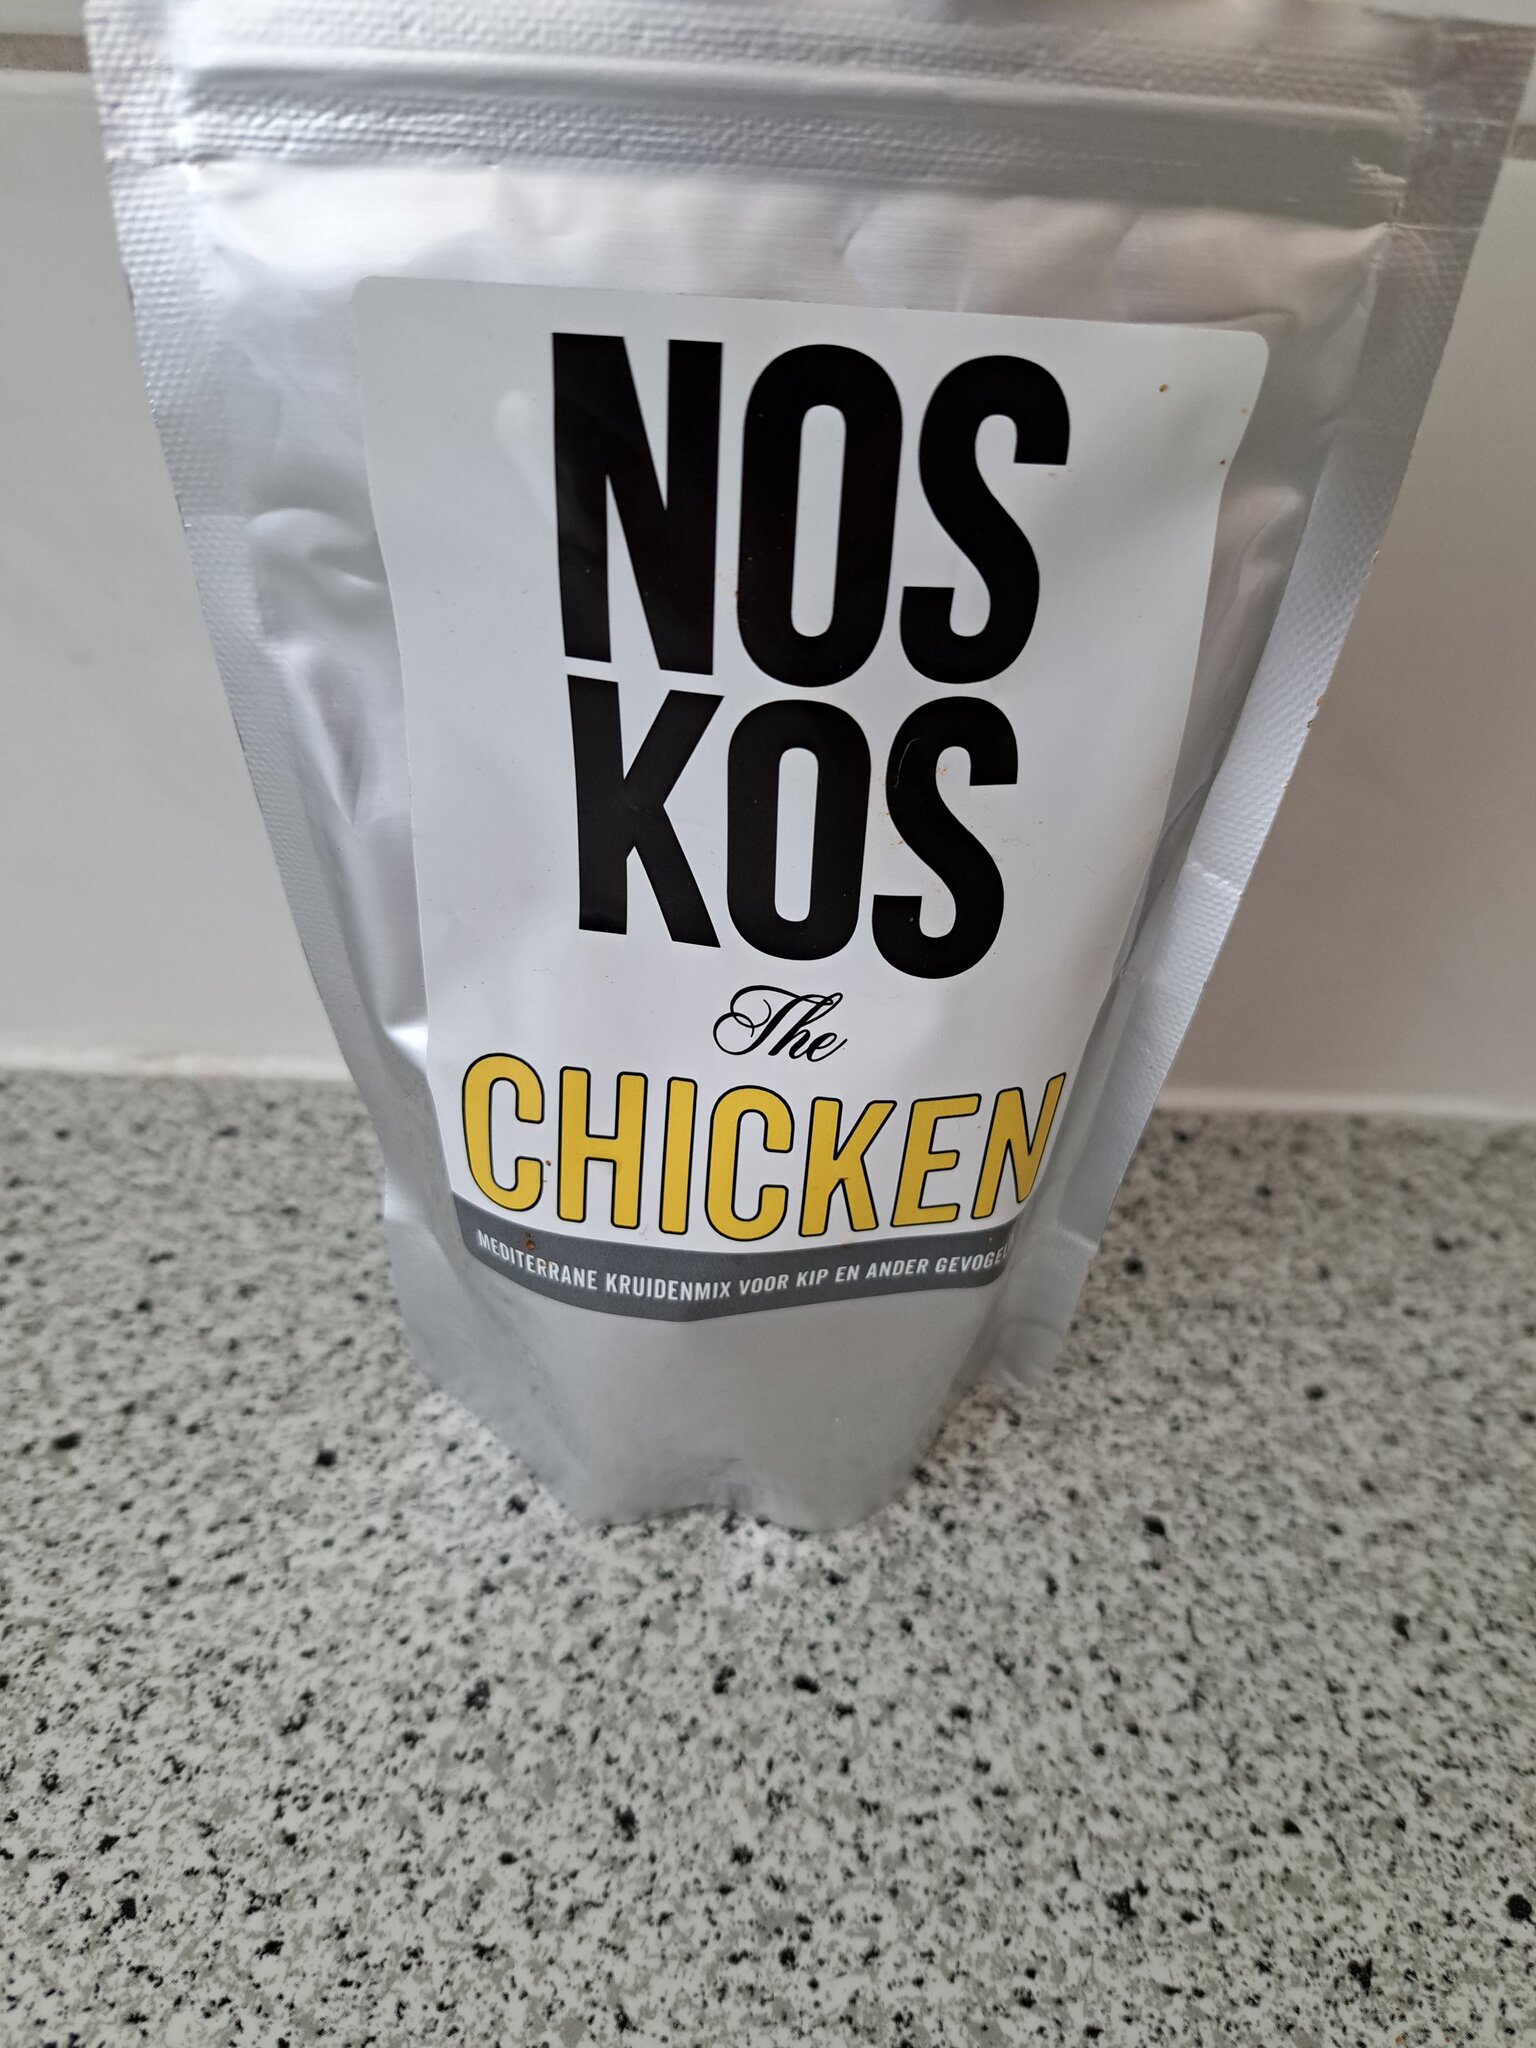 NOS
KOS
The
CHICKEN
MEDITERRANE KRUIDENMIX VOOR KIP EN ANDER